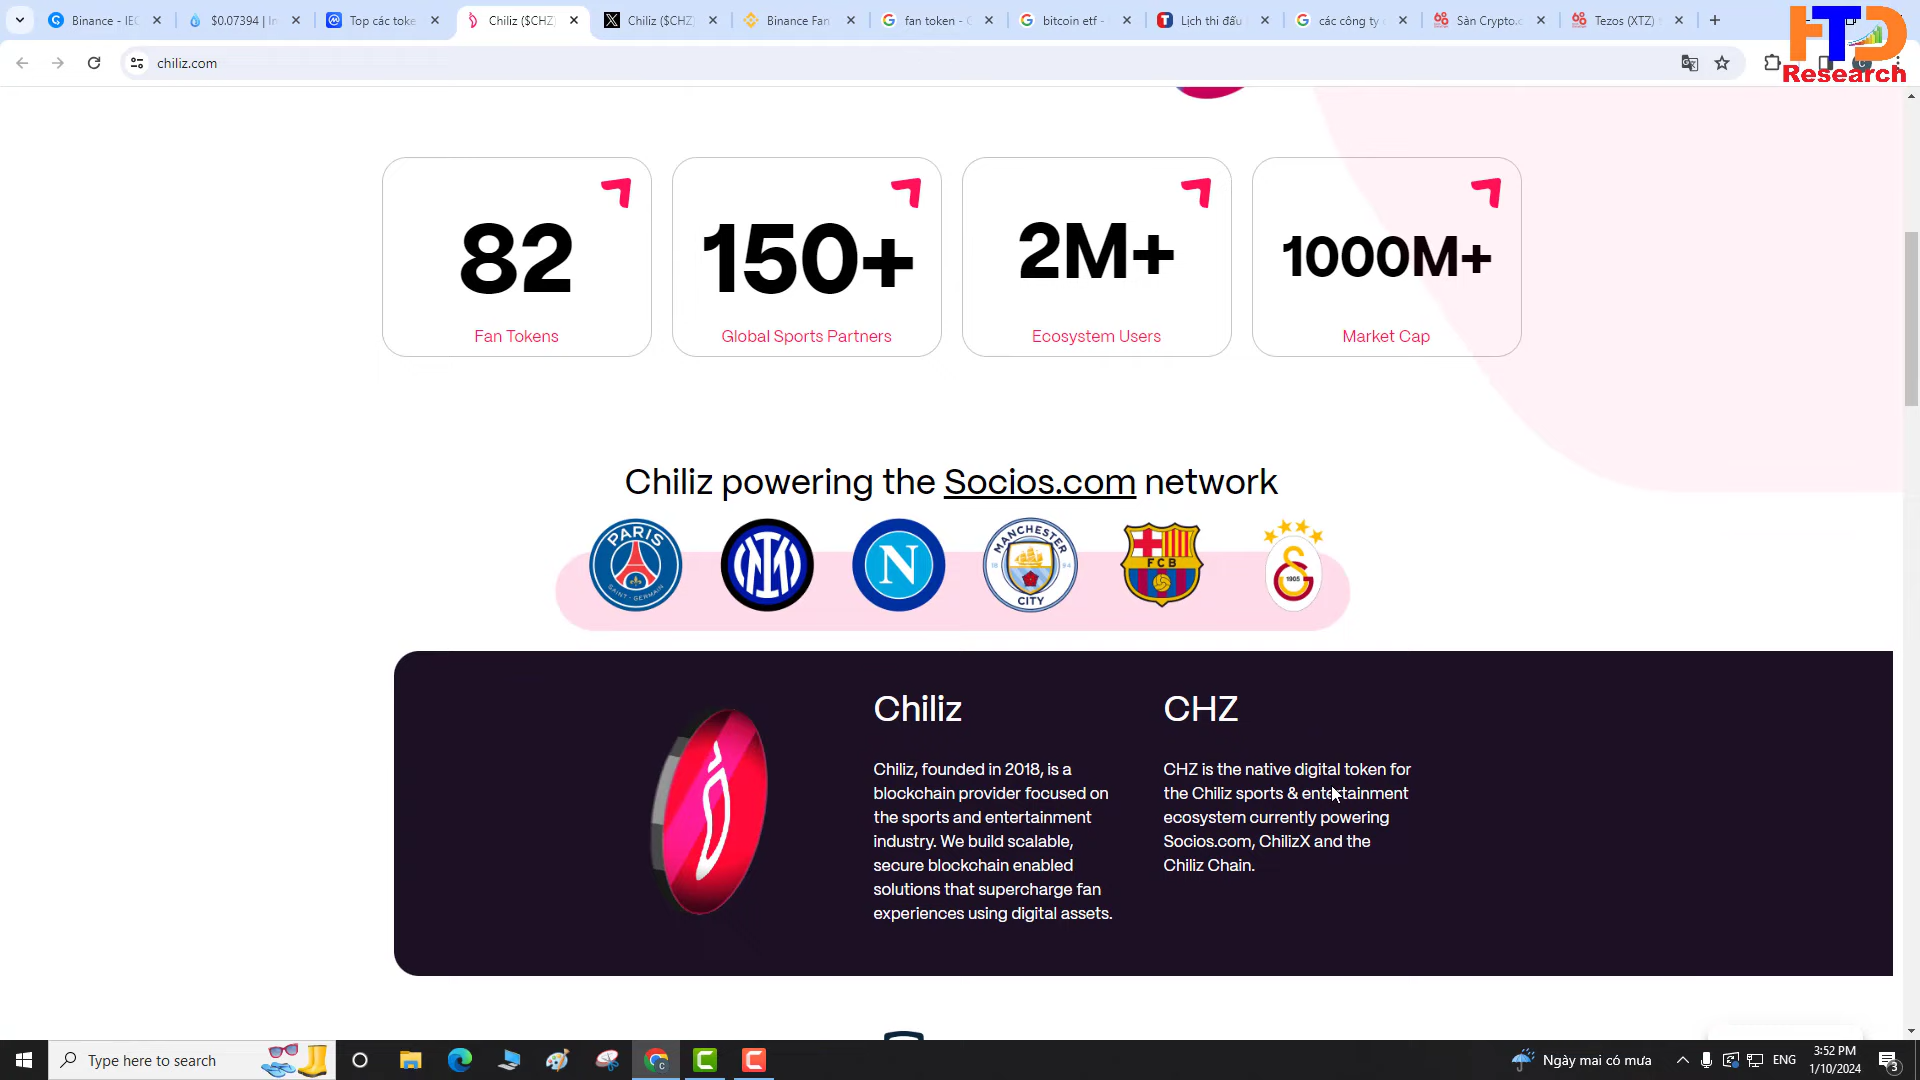 Binance - IEC
$0.07394 | In
Top các toke
Chiliz ($CHZ)
Chiliz ($CHZ)
Binance Fan
fan token - G
bitcoin etf -
Lịch thi đấu
các công ty c
Sàn Crypto.c
Tezos (XTZ)
HTD
Research
chiliz.com
82
Fan Tokens
150+
Global Sports Partners
2M+
Ecosystem Users
1000M+
Market Cap
Chiliz powering the Socios.com network
PARIS
SAINT-GERMAIN
N
MANCHESTER
18 94
CITY
FCB
1905
Chiliz
Chiliz, founded in 2018, is a
blockchain provider focused on
the sports and entertainment
industry. We build scalable,
secure blockchain enabled
solutions that supercharge fan
experiences using digital assets.
CHZ
CHZ is the native digital token for
the Chiliz sports & entertainment
ecosystem currently powering
Socios.com, ChilizX and the
Chiliz Chain.
Type here to search
Ngày mai có mưa
ENG
3:52 PM
1/10/2024
3